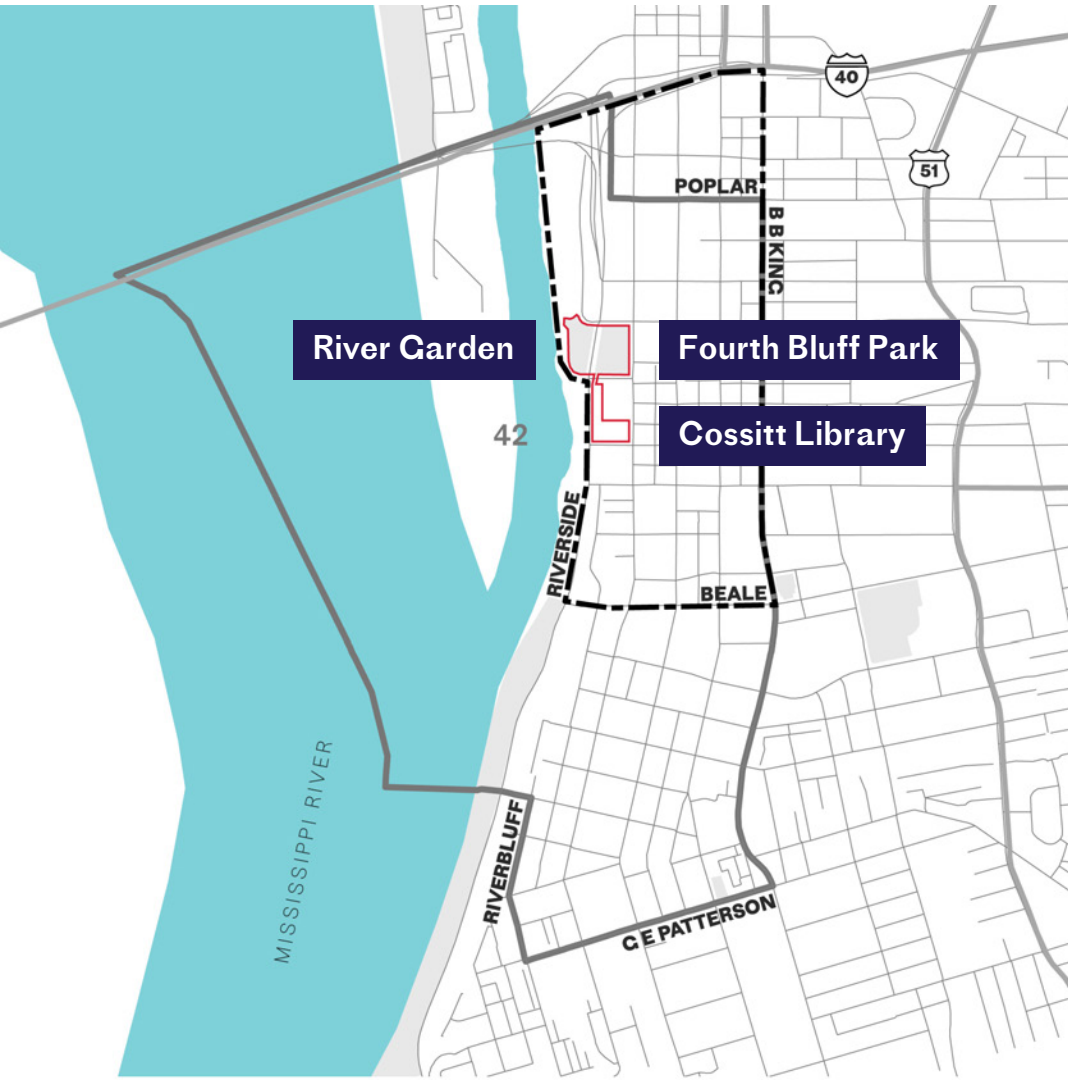 40
51
POPLAR
B B KING
River Garden
Fourth Bluff Park
Cossitt Library
42
RIVERSIDE
BEALE
MISSISSIPPI RIVER
RIVERBLUFF
G E PATTERSON